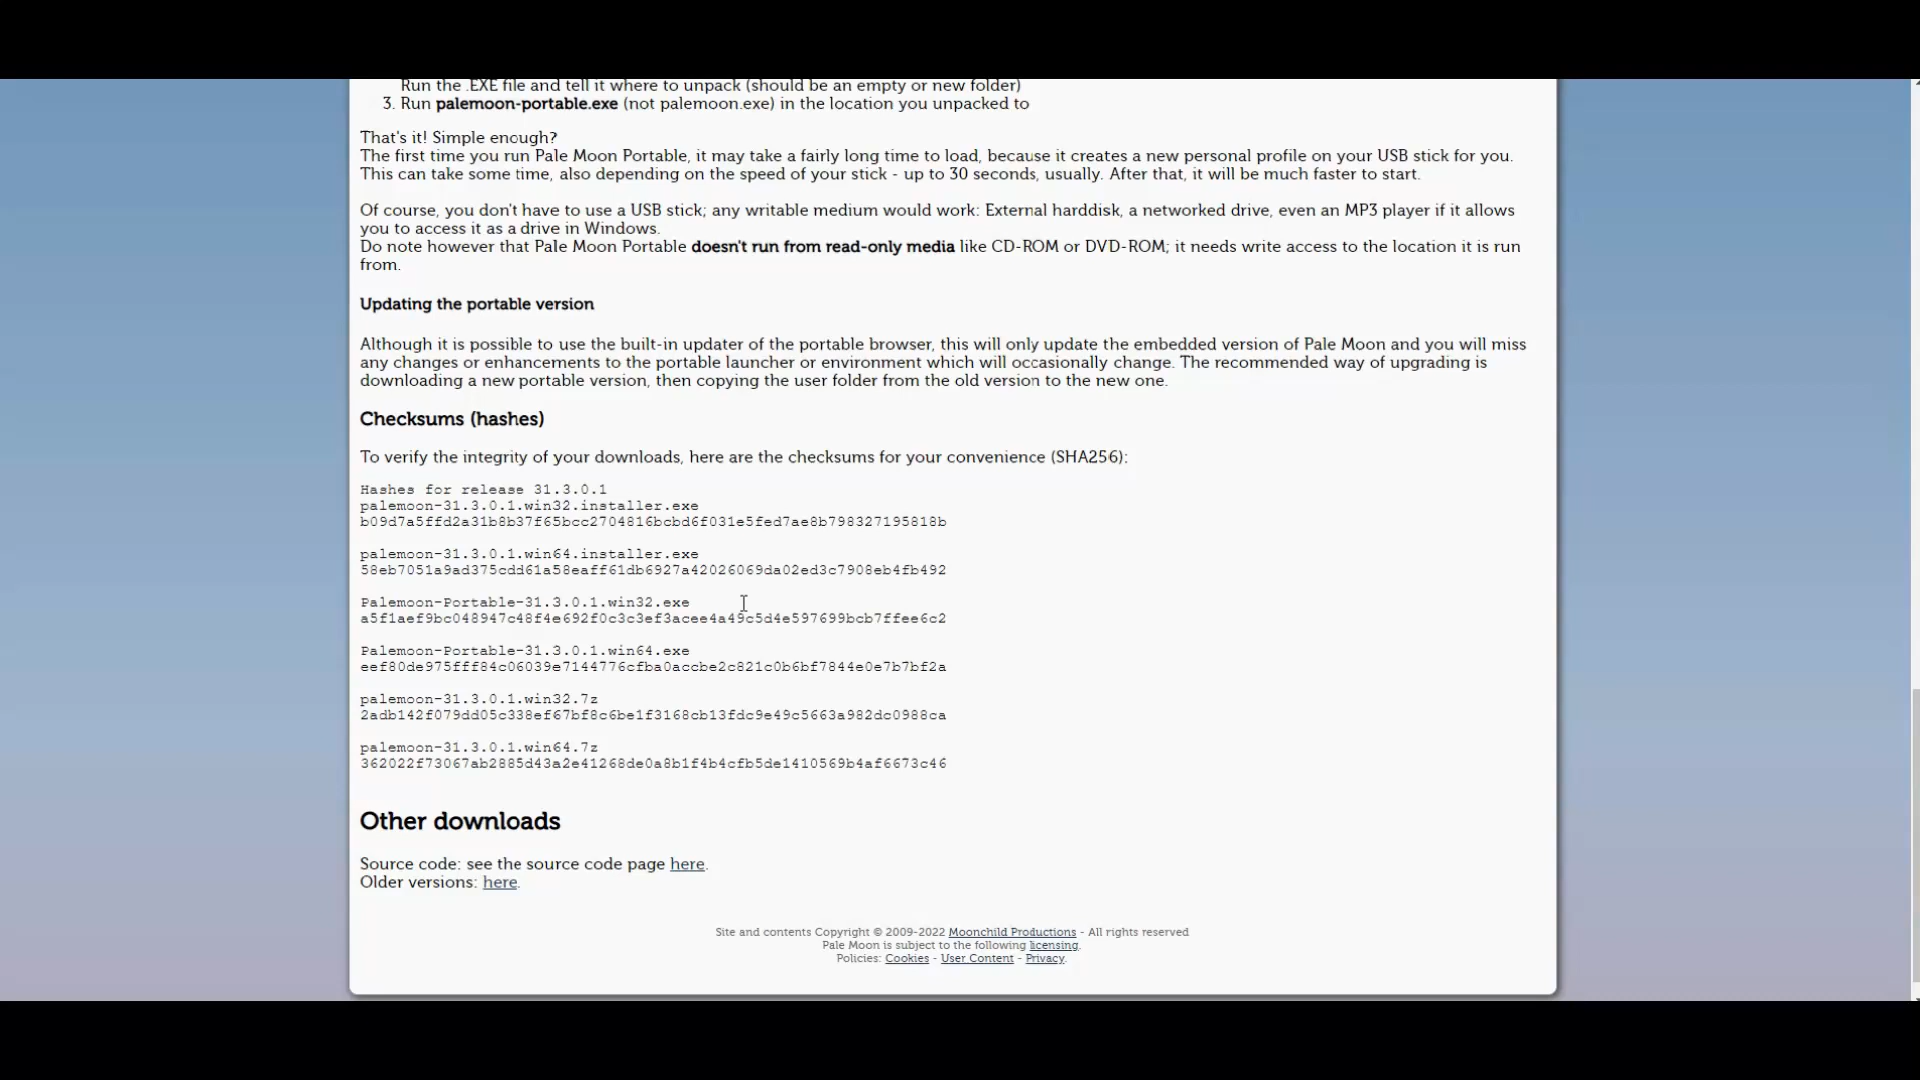 Run the .EXE file and tell it where to unpack (should be an empty or new folder)
3. Run palemoon-portable.exe (not palemoon.exe) in the location you unpacked to
That's it! Simple enough?
The first time you run Pale Moon Portable, it may take a fairly long time to load, because it creates a new personal profile on your USB stick for you.
This can take some time, also depending on the speed of your stick - up to 30 seconds, usually. After that, it will be much faster to start.
Of course, you don't have to use a USB stick; any writable medium would work: External harddisk, a networked drive, even an MP3 player if it allows
you to access it as a drive in Windows.
Do note however that Pale Moon Portable doesn't run from read-only media like CD-ROM or DVD-ROM; it needs write access to the location it is run
from.
Updating the portable version
Although it is possible to use the built-in updater of the portable browser, this will only update the embedded version of Pale Moon and you will miss
any changes or enhancements to the portable launcher or environment which will occasionally change. The recommended way of upgrading is
downloading a new portable version, then copying the user folder from the old version to the new one.
Checksums (hashes)
To verify the integrity of your downloads, here are the checksums for your convenience (SHA256):
Hashes for release 31.3.0.1
palemoon-31.3.0.1.win32.installer.exe
b09d7a5ffd2a31b8b37f65bcc2704816bcbd6f031e5fed7ae8b798327195818b
palemoon-31.3.0.1.win64.installer.exe
58eb7051a9ad375cdd61a58eaff61db6927a42026069da02ed3c7908eb4fb492
Palemoon-Portable-31.3.0.1.win32.exe
a5f1aef9bc048947c48f4e692f0c3c3ef3acee4a49c5d4e597699bcb7ffee6c2
Palemoon-Portable-31.3.0.1.win64.exe
eef80de975fff84c06039e7144776cfba0accbe2c821c0b6bf7844e0e7b7bf2a
palemoon-31.3.0.1.win32.7z
2adb142f079dd05c338ef67bf8c6be1f3168cb13fdc9e49c5663a982dc0988ca
palemoon-31.3.0.1.win64.7z
362022f73067ab2885d43a2e41268de0a8b1f4b4cfb5de1410569b4af6673c46
Other downloads
Source code: see the source code page here.
Older versions: here.
Site and contents Copyright © 2009-2022 Moonchild Productions - All rights reserved
Pale Moon is subject to the following licensing.
Policies: Cookies - User Content - Privacy.